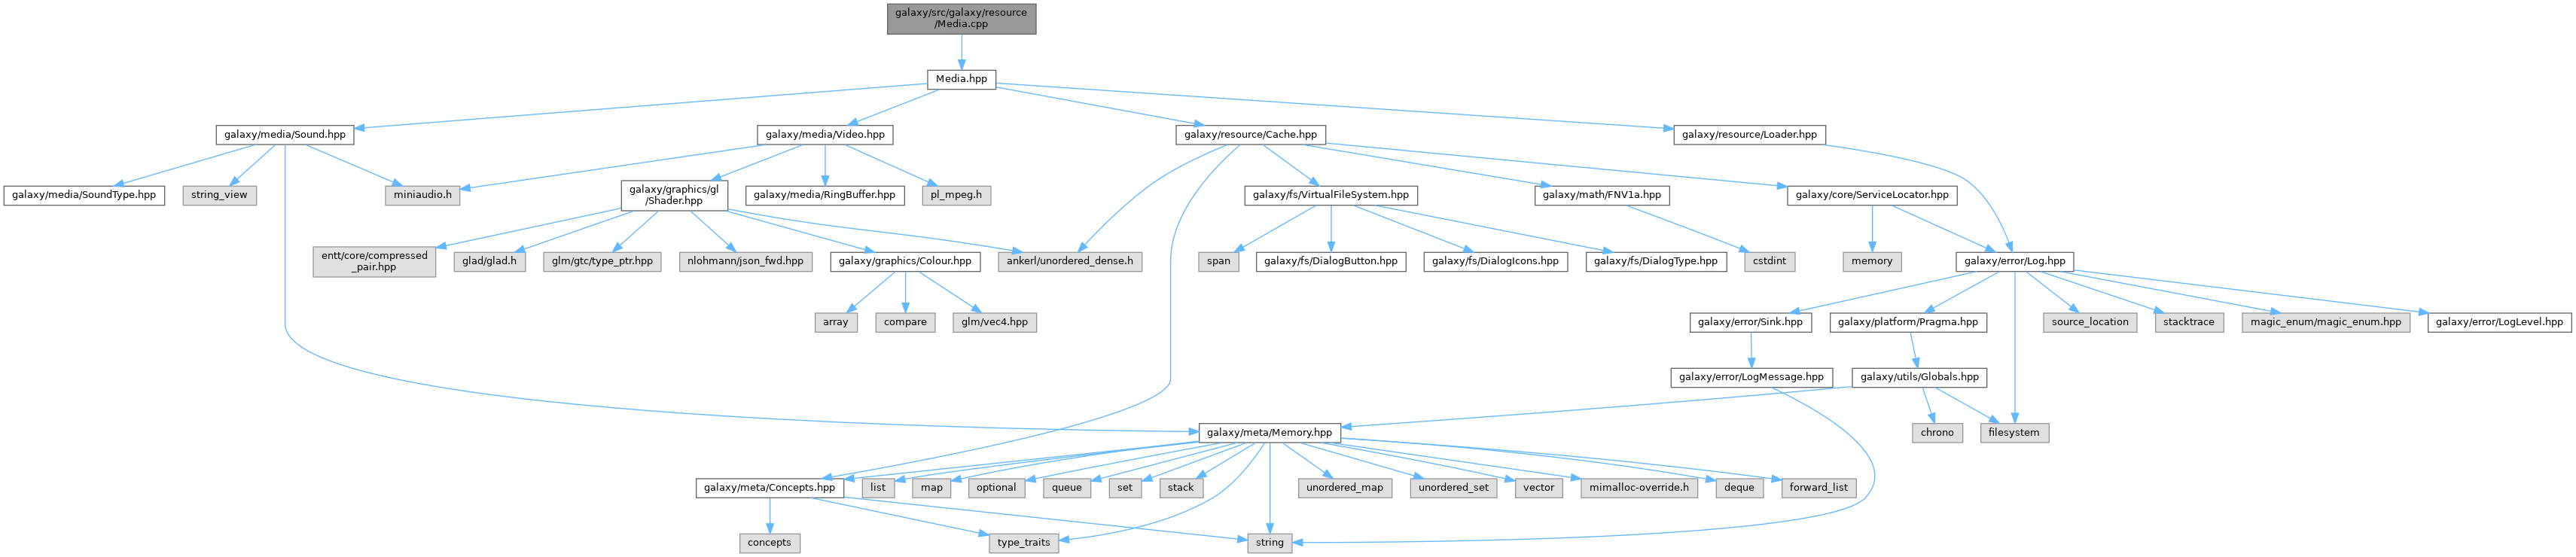 galaxy/src/galaxy/resource
/Media.cpp
Media.hpp
galaxy/media/Sound.hpp
galaxy/media/Video.hpp
galaxy/resource/Cache.hpp
galaxy/resource/Loader.hpp
galaxy/media/SoundType.hpp
string_view
miniaudio.h
galaxy/graphics/gl
/Shader.hpp
galaxy/media/RingBuffer.hpp
pl_mpeg.h
galaxy/fs/VirtualFileSystem.hpp
galaxy/math/FNV1a.hpp
galaxy/core/ServiceLocator.hpp
entt/core/compressed
_pair.hpp
glad/glad.h
glm/gtc/type_ptr.hpp
nlohmann/json_fwd.hpp
galaxy/graphics/Colour.hpp
ankerl/unordered_dense.h
span
galaxy/fs/DialogButton.hpp
galaxy/fs/DialogIcons.hpp
galaxy/fs/DialogType.hpp
cstdint
memory
galaxy/error/Log.hpp
array
compare
glm/vec4.hpp
galaxy/error/Sink.hpp
galaxy/platform/Pragma.hpp
source_location
stacktrace
magic_enum/magic_enum.hpp
galaxy/error/LogLevel.hpp
galaxy/error/LogMessage.hpp
galaxy/utils/Globals.hpp
galaxy/meta/Memory.hpp
chrono
filesystem
galaxy/meta/Concepts.hpp
list
map
optional
queue
set
stack
unordered_map
unordered_set
vector
mimalloc-override.h
deque
forward_list
concepts
type_traits
string